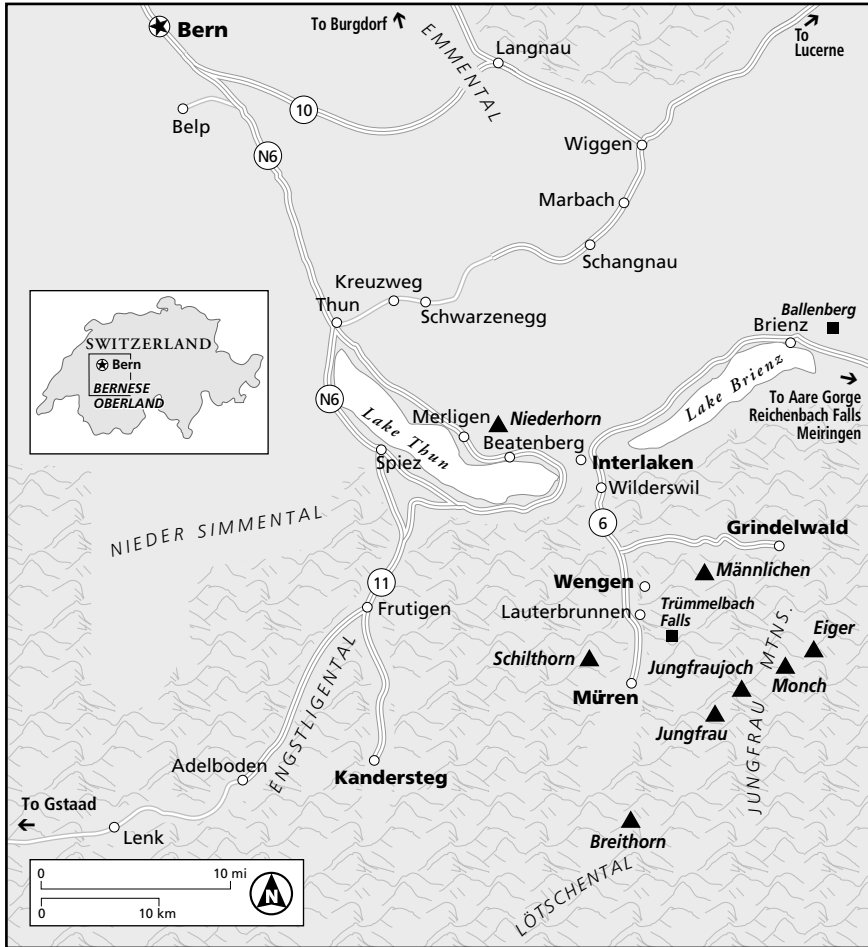 Bern
To Burgdorf
EMMENTAL
Langnau
To
Lucerne
10
Belp
N6
Wiggen
Marbach
Schangnau
Kreuzweg
Thun
Schwarzenegg
SWITZERLAND
Bern
BERNESE
OBERLAND
Ballenberg
Brienz
Lake Brienz
To Aare Gorge
Reichenbach Falls
Meiringen
N6
Lake Thun
Merligen
Niederhorn
Beatenberg
Spiez
Interlaken
Wilderswil
NIEDER SIMMENTAL
6
Grindelwald
11
Wengen
Männlichen
Frutigen
Lauterbrunnen
Trümmelbach
Falls
Eiger
Schilthorn
Jungfraujoch
Monch
Mürren
Jungfrau
JUNGFRAU MTNS.
ENGSTLIGENTAL
Adelboden
Kandersteg
To Gstaad
Lenk
Breithorn
LÖTSCHENTAL
0 10 mi
0 10 km
N